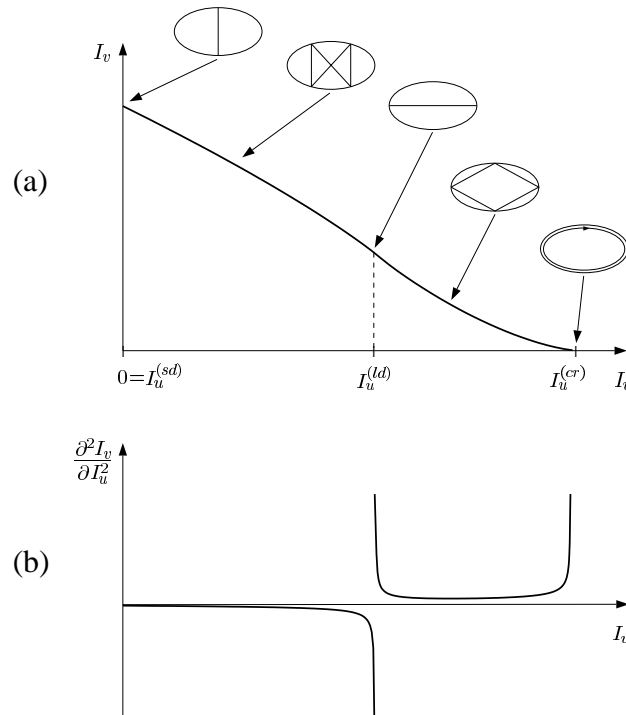 I_v
(a)
0=I_u^{(sd)} I_u^{(ld)} I_u^{(cr)}
∂²I_v
∂I_u²
(b)